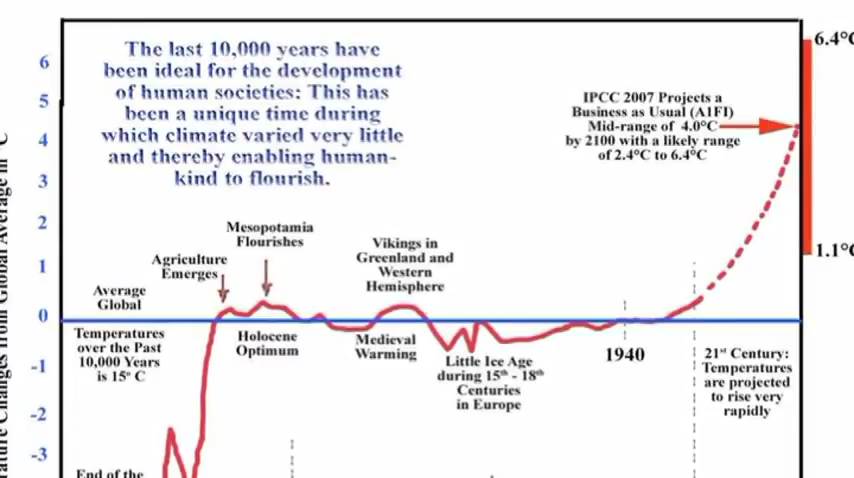 6.4°C
The last 10,000 years have
been ideal for the development
of human societies: This has
been a unique time during
which climate varied very little
and thereby enabling human-
kind to flourish.
IPCC 2007 Projects a
Business as Usual (A1FI)
Mid-range of 4.0°C
by 2100 with a likely range
of 2.4°C to 6.4°C
6
5
4
3
2
1
0
-1
-2
-3
1.1°C
Mesopotamia
Flourishes
Agriculture
Emerges
Vikings in
Greenland and
Western
Hemisphere
Average
Global
Temperatures
over the Past
10,000 Years
is 15° C
Holocene
Optimum
Medieval
Warming
Little Ice Age
during 15th - 18th
Centuries
in Europe
1940
21st Century:
Temperatures
are projected
to rise very
rapidly
End of the
Changes from Global Average in °C